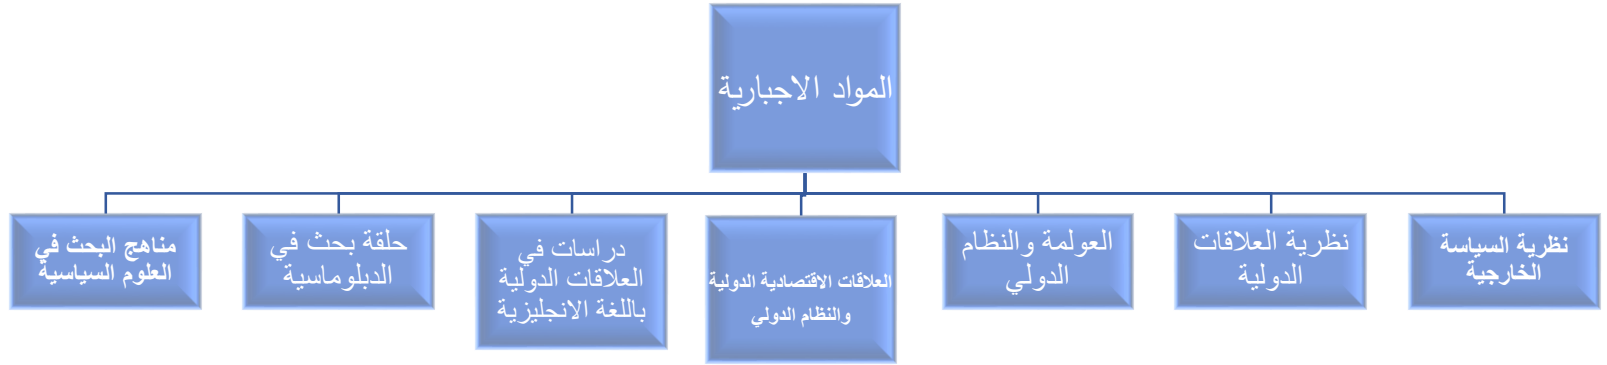 المواد الاجبارية
نظرية السياسة
الخارجية
نظرية العلاقات
الدولية
العولمة والنظام
الدولي
العلاقات الاقتصادية الدولية
والنظام الدولي
دراسات في
العلاقات الدولية
باللغة الانجليزية
حلقة بحث في
الدبلوماسية
مناهج البحث في
العلوم السياسية